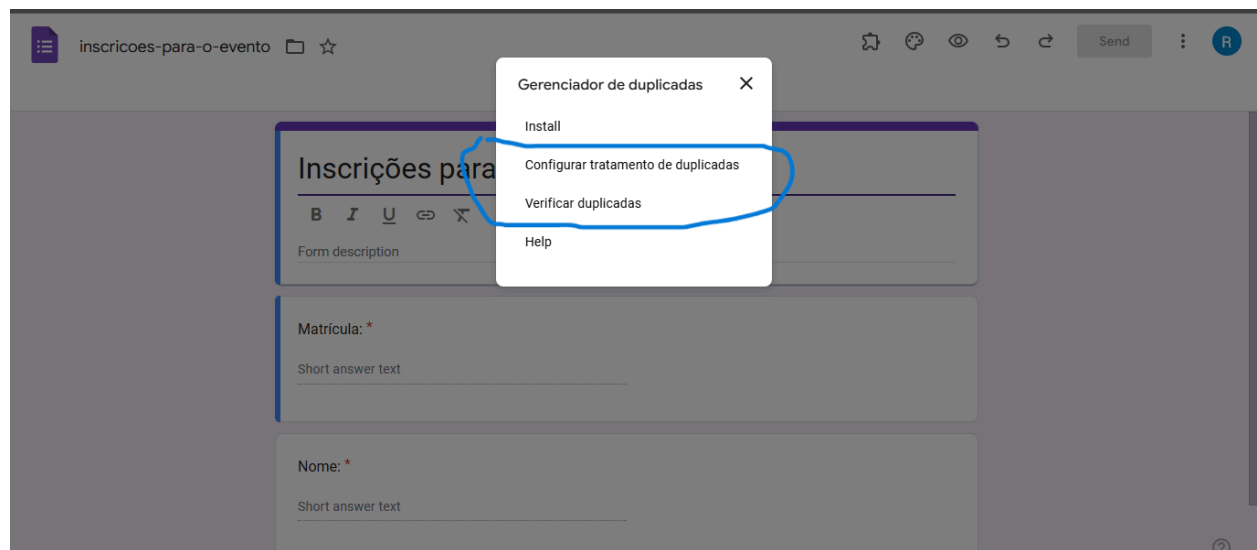 inscricoes-para-o-evento
Send
R
Gerenciador de duplicadas
Install
Configurar tratamento de duplicadas
Verificar duplicadas
Help
Inscrições para
B I U
Form description
Matrícula: *
Short answer text
Nome: *
Short answer text